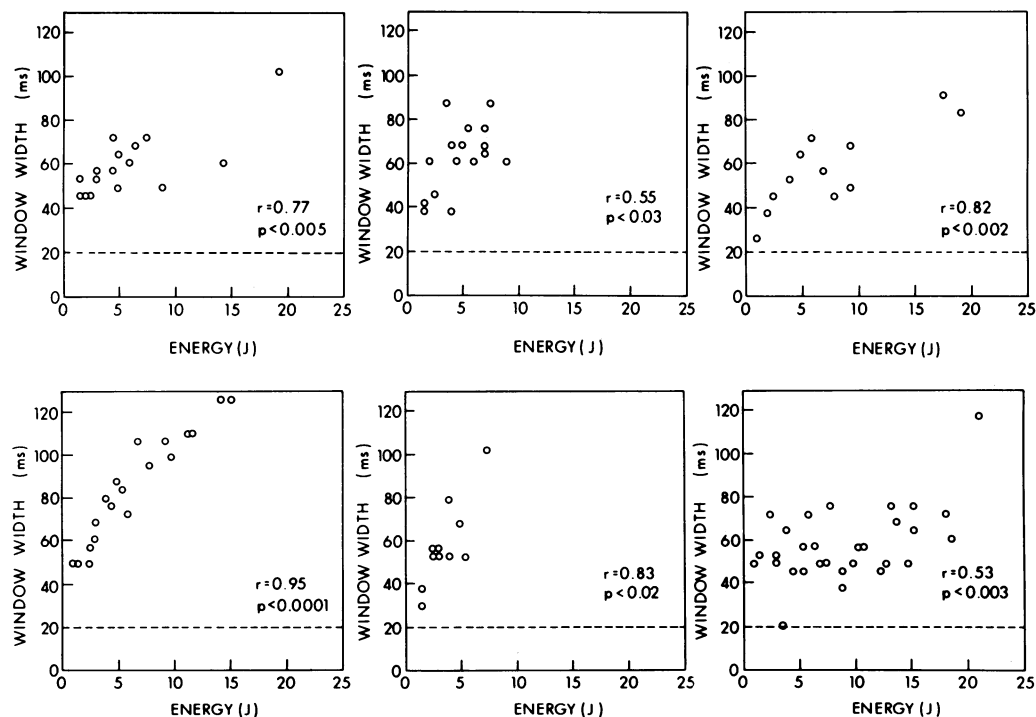 WINDOW WIDTH (ms)
120
100
80
60
40
20
0
r=0.77
p<0.005
0 5 10 15 20 25
ENERGY (J)
WINDOW WIDTH (ms)
120
100
80
60
40
20
0
r=0.55
p<0.03
0 5 10 15 20 25
ENERGY (J)
WINDOW WIDTH (ms)
120
100
80
60
40
20
0
r=0.82
p<0.002
0 5 10 15 20 25
ENERGY (J)
WINDOW WIDTH (ms)
120
100
80
60
40
20
0
r=0.95
p<0.0001
0 5 10 15 20 25
ENERGY (J)
WINDOW WIDTH (ms)
120
100
80
60
40
20
0
r=0.83
p<0.02
0 5 10 15 20 25
ENERGY (J)
WINDOW WIDTH (ms)
120
100
80
60
40
20
0
r=0.53
p<0.003
0 5 10 15 20 25
ENERGY (J)